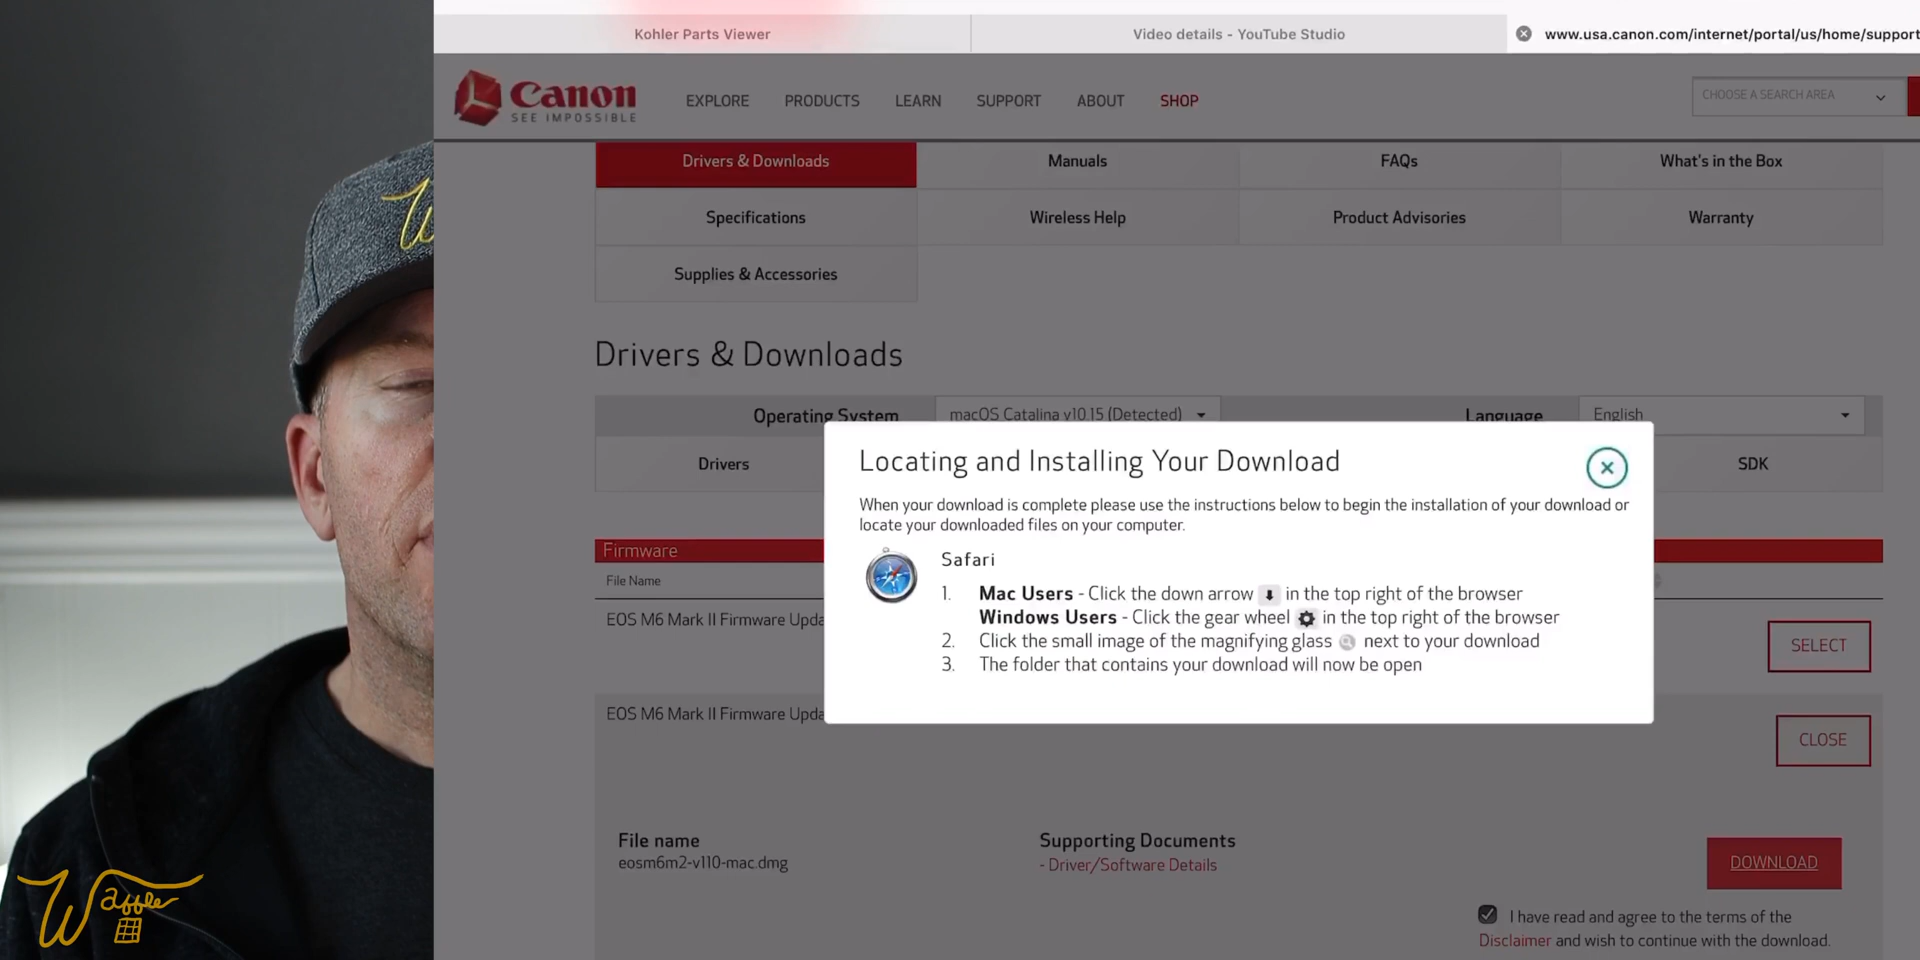 Kohler Parts Viewer
Video details - YouTube Studio
www.usa.canon.com/internet/portal/us/home/support
Canon
SEE IMPOSSIBLE
EXPLORE PRODUCTS LEARN SUPPORT ABOUT SHOP
CHOOSE A SEARCH AREA
Drivers & Downloads
Manuals
FAQs
What's in the Box
Specifications
Wireless Help
Product Advisories
Warranty
Supplies & Accessories
Drivers & Downloads
Operating System
macOS Catalina v10.15 (Detected)
Language
English
Drivers
SDK
Locating and Installing Your Download
When your download is complete please use the instructions below to begin the installation of your download or
locate your downloaded files on your computer.
Safari
1. Mac Users - Click the down arrow in the top right of the browser
Windows Users - Click the gear wheel in the top right of the browser
2. Click the small image of the magnifying glass next to your download
3. The folder that contains your download will now be open
Firmware
File Name
EOS M6 Mark II Firmware Upda
SELECT
EOS M6 Mark II Firmware Upda
CLOSE
File name
eosm6m2-v110-mac.dmg
Supporting Documents
- Driver/Software Details
DOWNLOAD
I have read and agree to the terms of the
Disclaimer and wish to continue with the download.
W
Waffle